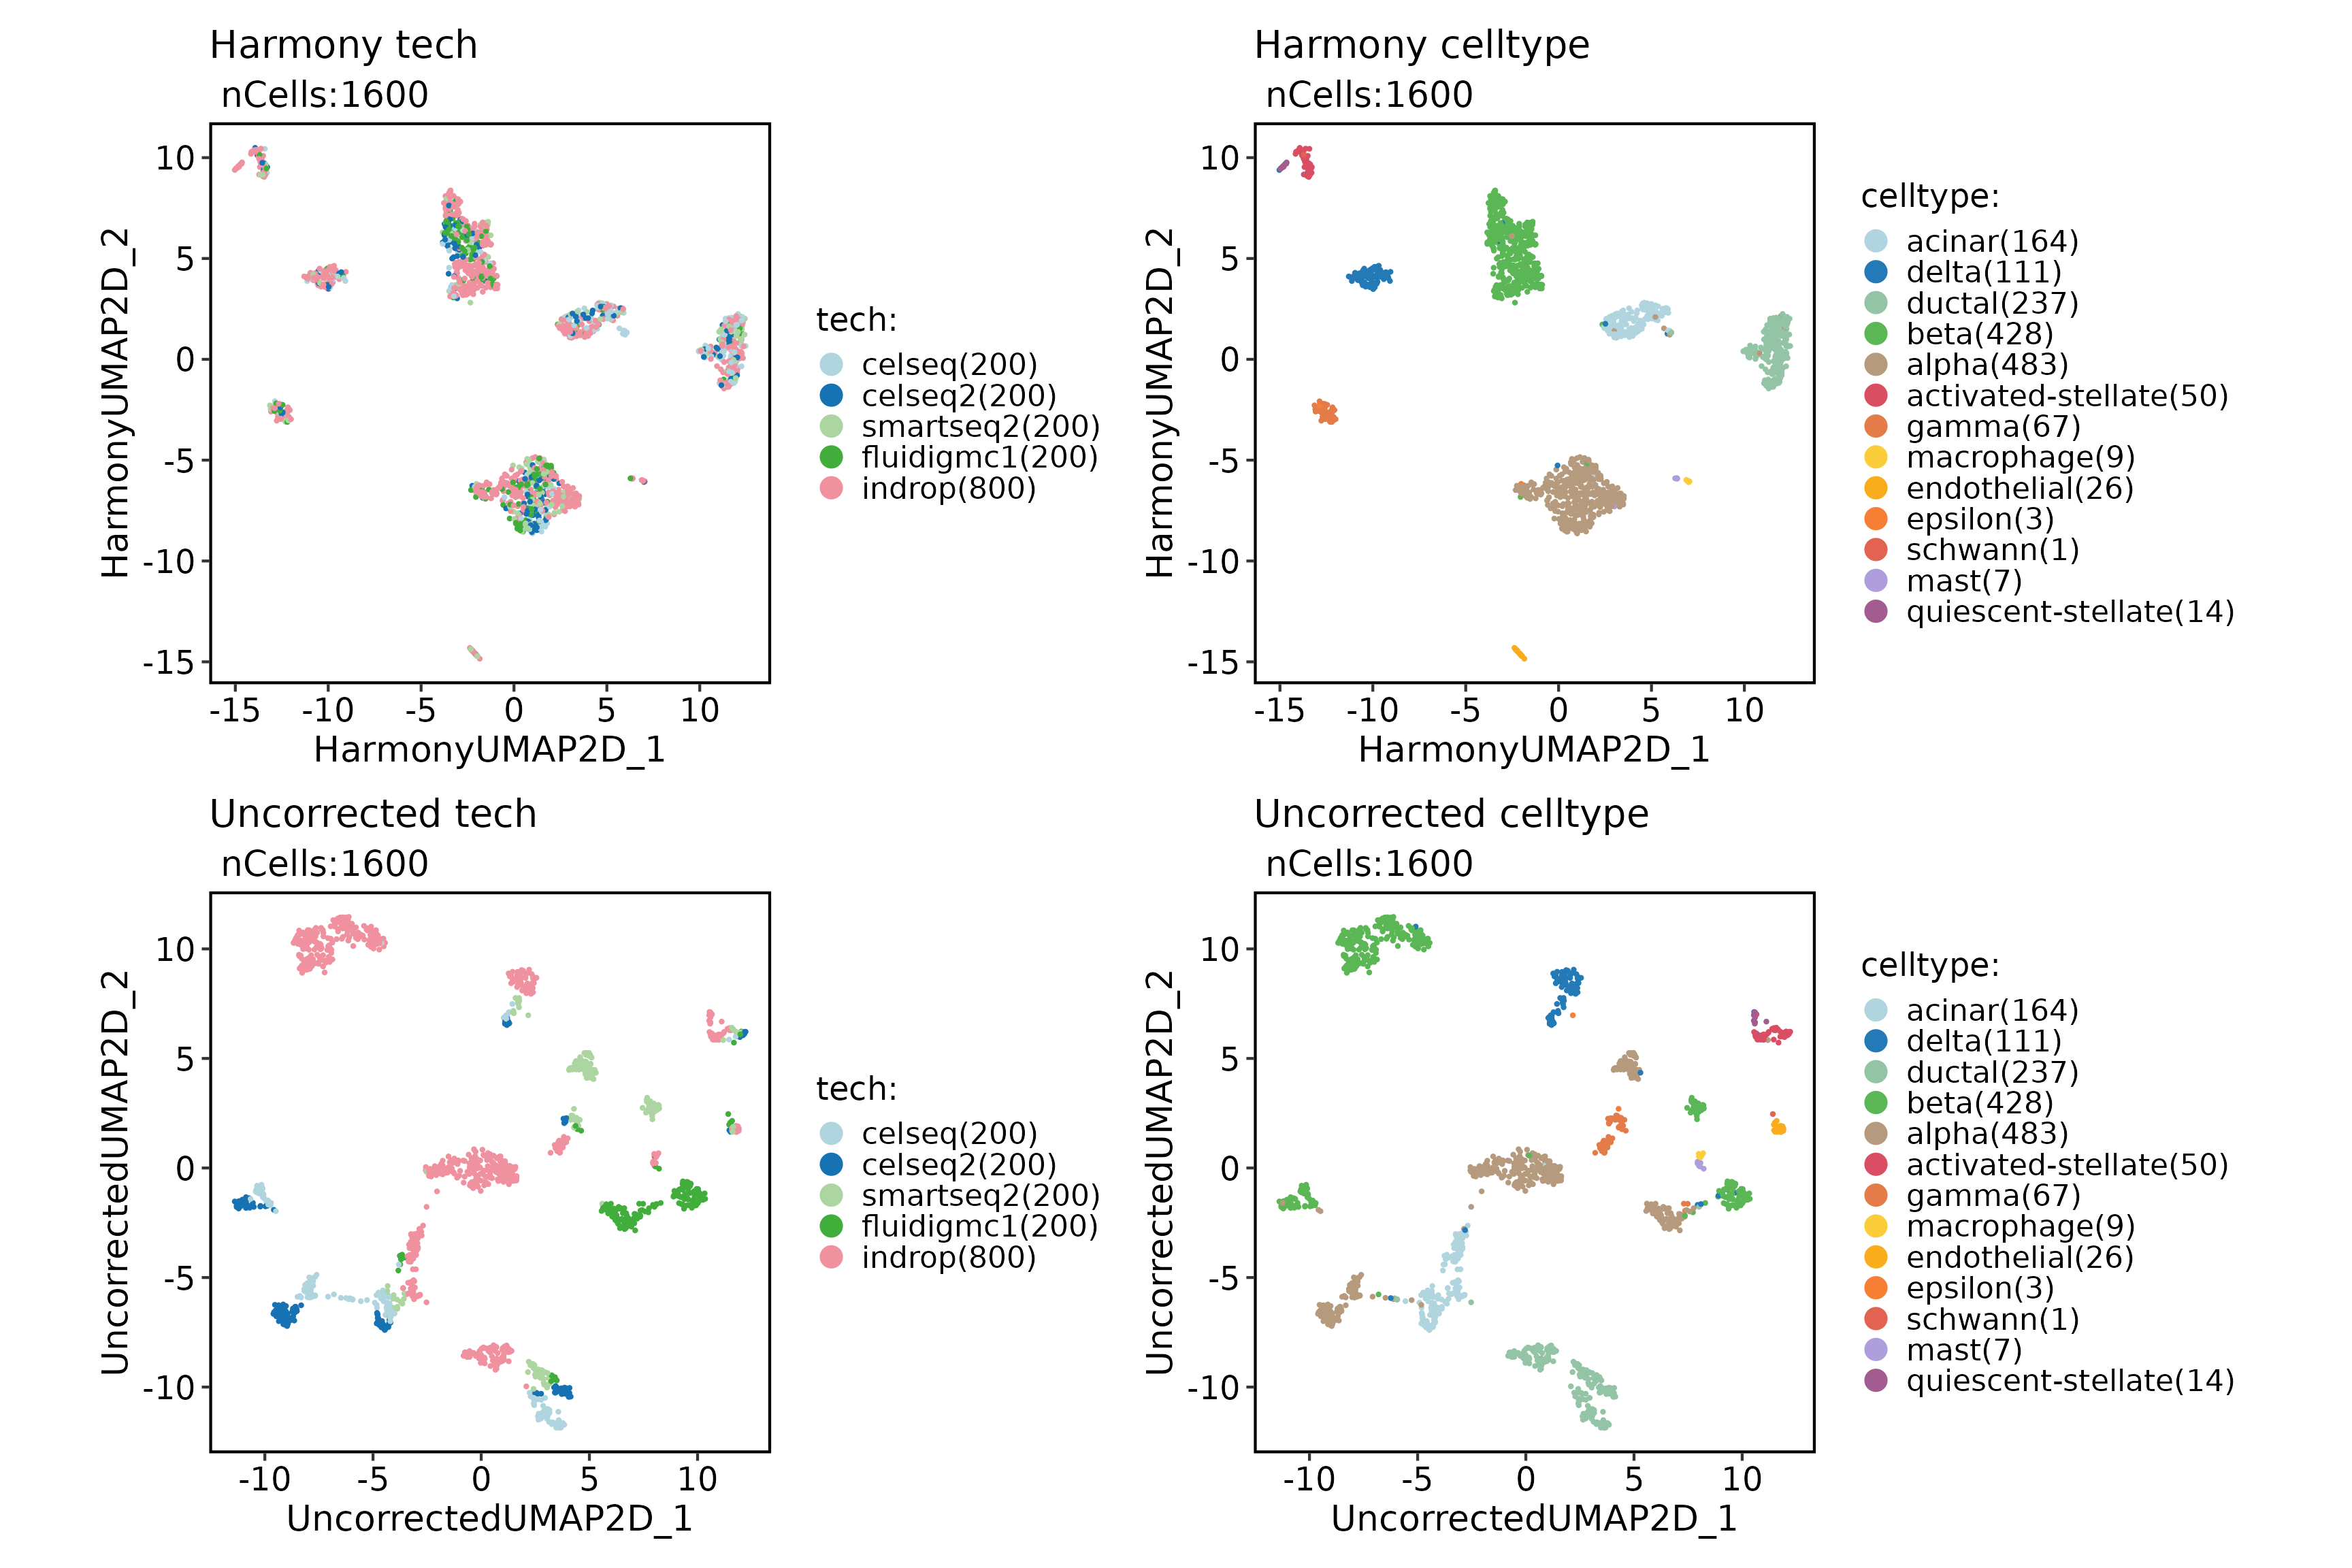 Harmony tech
nCells:1600
10
5
0
-5
-10
-15
HarmonyUMAP2D_2
-15 -10 -5 0 5 10
HarmonyUMAP2D_1
tech:
celseq(200)
celseq2(200)
smartseq2(200)
fluidigmc1(200)
indrop(800)
Harmony celltype
nCells:1600
10
5
0
-5
-10
-15
HarmonyUMAP2D_2
-15 -10 -5 0 5 10
HarmonyUMAP2D_1
celltype:
acinar(164)
delta(111)
ductal(237)
beta(428)
alpha(483)
activated-stellate(50)
gamma(67)
macrophage(9)
endothelial(26)
epsilon(3)
schwann(1)
mast(7)
quiescent-stellate(14)
Uncorrected tech
nCells:1600
10
5
0
-5
-10
UncorrectedUMAP2D_2
-10 -5 0 5 10
UncorrectedUMAP2D_1
tech:
celseq(200)
celseq2(200)
smartseq2(200)
fluidigmc1(200)
indrop(800)
Uncorrected celltype
nCells:1600
10
5
0
-5
-10
UncorrectedUMAP2D_2
-10 -5 0 5 10
UncorrectedUMAP2D_1
celltype:
acinar(164)
delta(111)
ductal(237)
beta(428)
alpha(483)
activated-stellate(50)
gamma(67)
macrophage(9)
endothelial(26)
epsilon(3)
schwann(1)
mast(7)
quiescent-stellate(14)